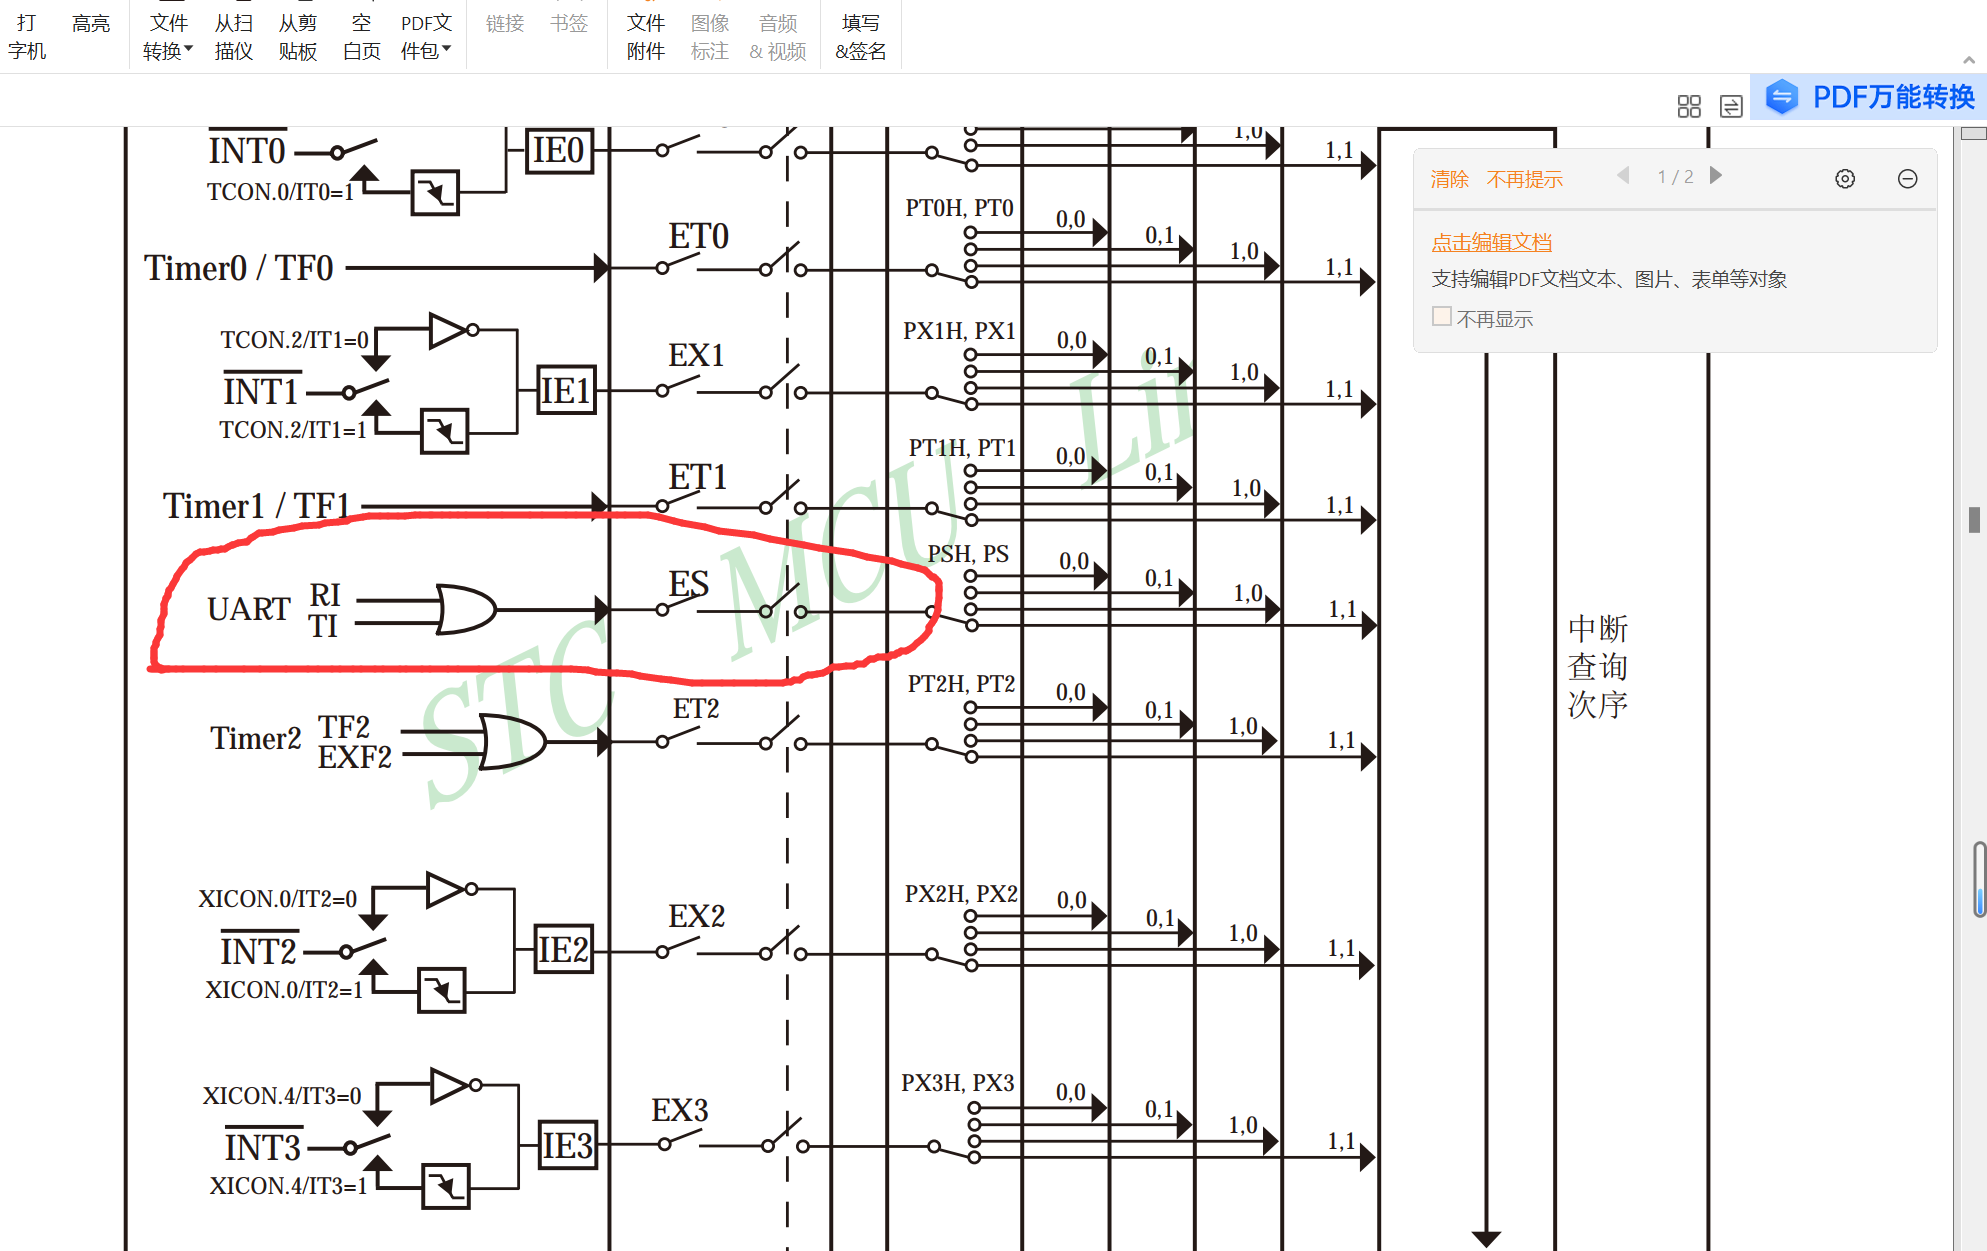 打
字机
高亮
文件
转换
从扫
描仪
从剪
贴板
空
白页
PDF文
件包
链接
书签
文件
附件
图像
标注
音频
& 视频
填写
&签名
PDF万能转换
清除 不再提示 1 / 2
点击编辑文档
支持编辑PDF文档文本、图片、表单等对象
不再显示
INT0
TCON.0/IT0=1
IE0
1,0
1,1
Timer0 / TF0
ET0
PT0H, PT0
0,0
0,1
1,0
1,1
TCON.2/IT1=0
INT1
TCON.2/IT1=1
IE1
EX1
PX1H, PX1
0,0
0,1
1,0
1,1
Timer1 / TF1
ET1
PT1H, PT1
0,0
0,1
1,0
1,1
UART RI
TI
ES
PSH, PS
0,0
0,1
1,0
1,1
Timer2 TF2
EXF2
ET2
PT2H, PT2
0,0
0,1
1,0
1,1
XICON.0/IT2=0
INT2
XICON.0/IT2=1
IE2
EX2
PX2H, PX2
0,0
0,1
1,0
1,1
XICON.4/IT3=0
INT3
XICON.4/IT3=1
IE3
EX3
PX3H, PX3
0,0
0,1
1,0
1,1
中断
查询
次序
STC MCU